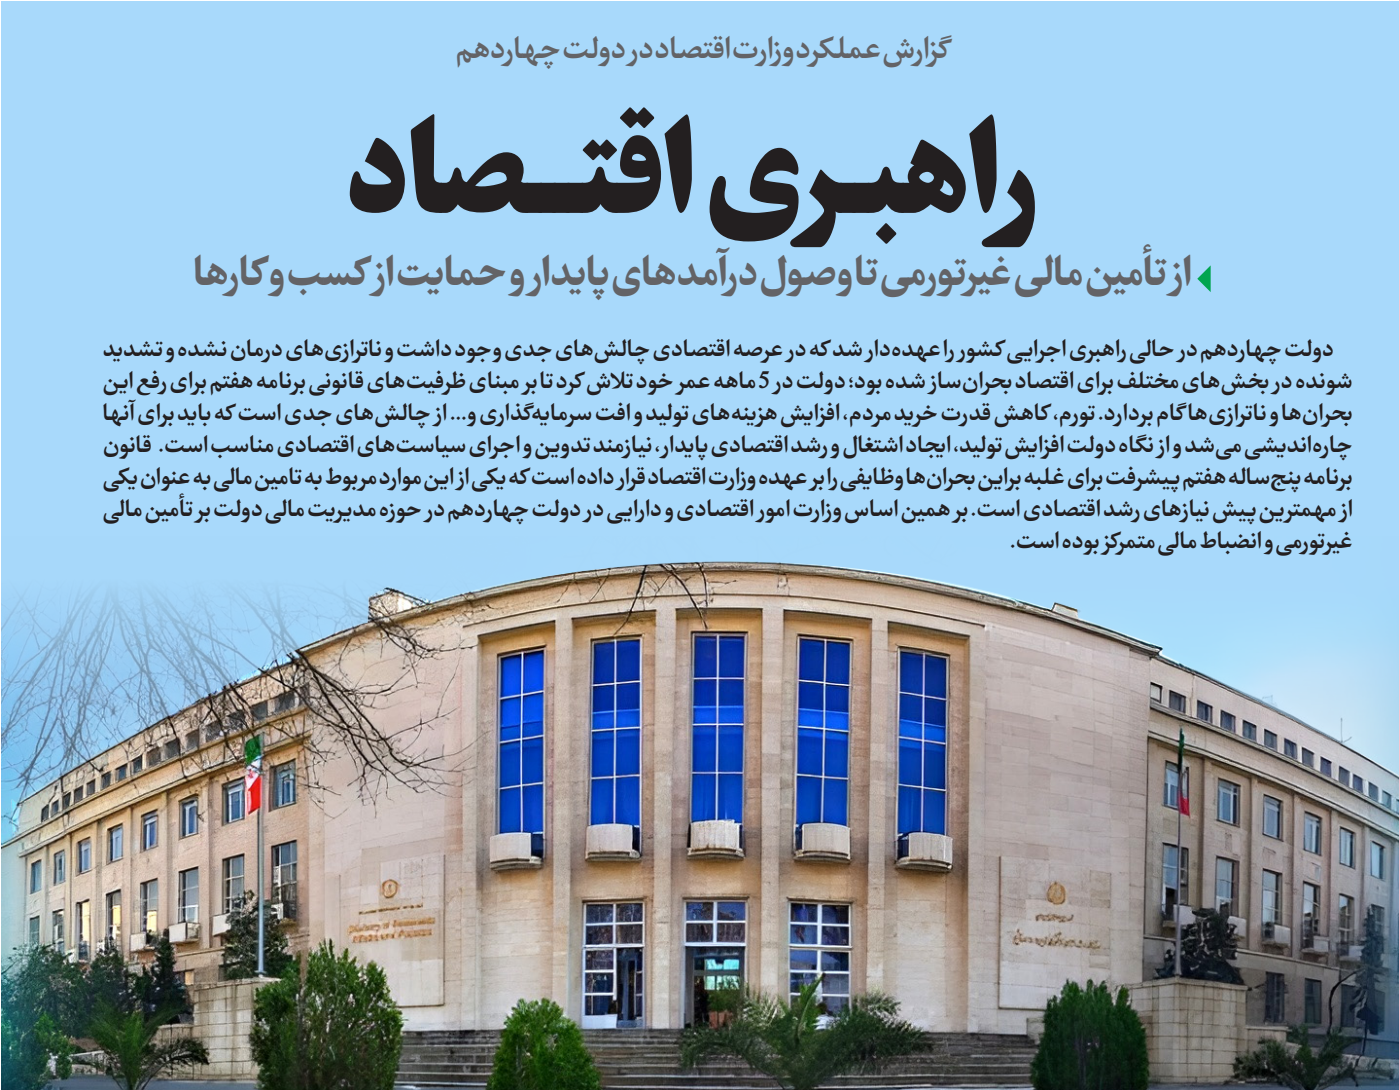 گزارش عملکرد وزارت اقتصاد در دولت چهاردهم
راهبری اقتصاد
از تأمین مالی غیرتورمی تا وصول درآمدهای پایدار و حمایت از کسب و کارها
دولت چهاردهم در حالی راهبری اجرایی کشور را عهده‌دار شد که در عرصه اقتصادی چالش‌های جدی وجود داشت و ناترازی‌های درمان نشده و تشدید
شونده در بخش‌های مختلف برای اقتصاد بحران‌ساز شده بود؛ دولت در 5 ماهه عمر خود تلاش کرد تا بر مبنای ظرفیت‌های قانونی برنامه هفتم برای رفع این
بحران‌ها و ناترازی‌ها گام بردارد. تورم، کاهش قدرت خرید مردم، افزایش هزینه‌های تولید و افت سرمایه‌گذاری و... از چالش‌های جدی است که باید برای آنها
چاره‌اندیشی می‌شد و از نگاه دولت افزایش تولید، ایجاد اشتغال و رشد اقتصادی پایدار، نیازمند تدوین و اجرای سیاست‌های اقتصادی مناسب است. قانون
برنامه پنج‌ساله هفتم پیشرفت برای غلبه براین بحران‌ها وظایفی را بر عهده وزارت اقتصاد قرار داده است که یکی از این موارد مربوط به تامین مالی به عنوان یکی
از مهمترین پیش نیازهای رشد اقتصادی است. بر همین اساس وزارت امور اقتصادی و دارایی در دولت چهاردهم در حوزه مدیریت مالی دولت بر تأمین مالی
غیرتورمی و انضباط مالی متمرکز بوده است.